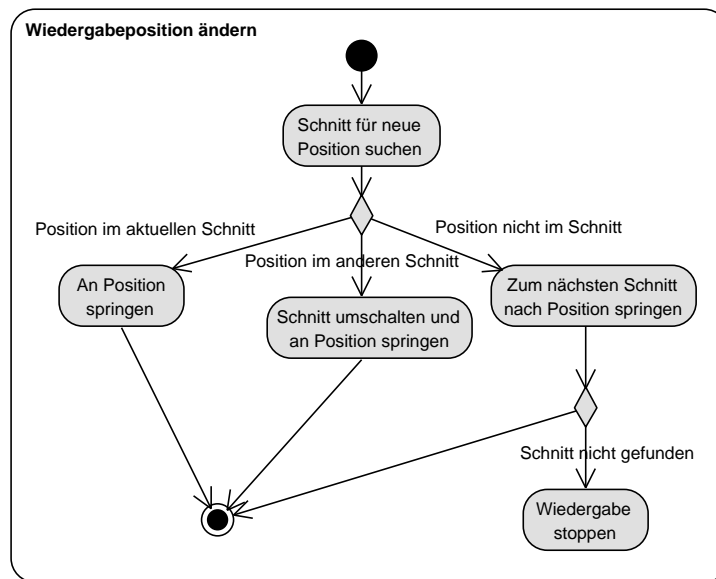 Wiedergabeposition ändern
Schnitt für neue
Position suchen
Position im aktuellen Schnitt
Position nicht im Schnitt
Position im anderen Schnitt
An Position
springen
Schnitt umschalten und
an Position springen
Zum nächsten Schnitt
nach Position springen
Schnitt nicht gefunden
Wiedergabe
stoppen